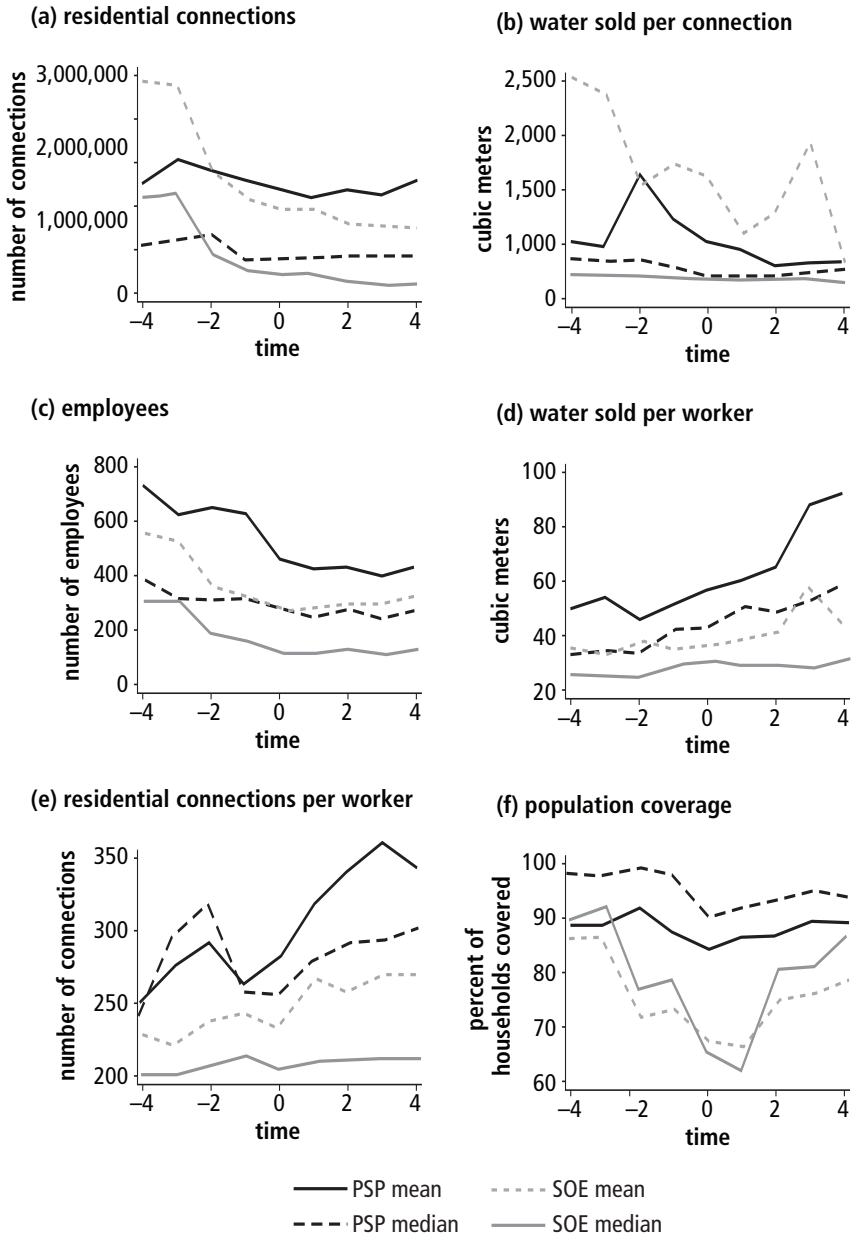 (a) residential connections
number of connections
3,000,000
2,000,000
1,000,000
0
−4 −2 0 2 4
time
(b) water sold per connection
cubic meters
2,500
2,000
1,500
1,000
0
−4 −2 0 2 4
time
(c) employees
number of employees
800
600
400
200
0
−4 −2 0 2 4
time
(d) water sold per worker
cubic meters
100
80
60
40
20
−4 −2 0 2 4
time
(e) residential connections per worker
number of connections
350
300
250
200
−4 −2 0 2 4
time
(f) population coverage
percent of
households covered
100
90
80
70
60
−4 −2 0 2 4
time
PSP mean SOE mean
PSP median SOE median